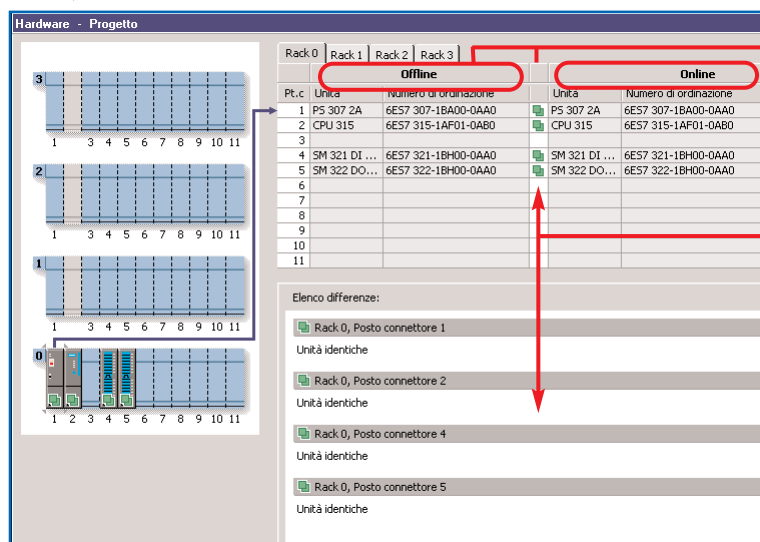 Hardware - Progetto
3
1 3 4 5 6 7 8 9 10 11
2
1 3 4 5 6 7 8 9 10 11
1
1 3 4 5 6 7 8 9 10 11
0
1 2 3 4 5 6 7 8 9 10 11
Rack 0 Rack 1 Rack 2 Rack 3
Offline Online
Pt.c Unità Numero di ordinazione Unità Numero di ordinazione
1 PS 307 2A 6ES7 307-1BA00-0AA0 PS 307 2A 6ES7 307-1BA00-0AA0
2 CPU 315 6ES7 315-1AF01-0AB0 CPU 315 6ES7 315-1AF01-0AB0
3
4 SM 321 DI ... 6ES7 321-1BH00-0AA0 SM 321 DI ... 6ES7 321-1BH00-0AA0
5 SM 322 DO... 6ES7 322-1BH00-0AA0 SM 322 DO... 6ES7 322-1BH00-0AA0
6
7
8
9
10
11
Elenco differenze:
Rack 0, Posto connettore 1
Unità identiche
Rack 0, Posto connettore 2
Unità identiche
Rack 0, Posto connettore 4
Unità identiche
Rack 0, Posto connettore 5
Unità identiche